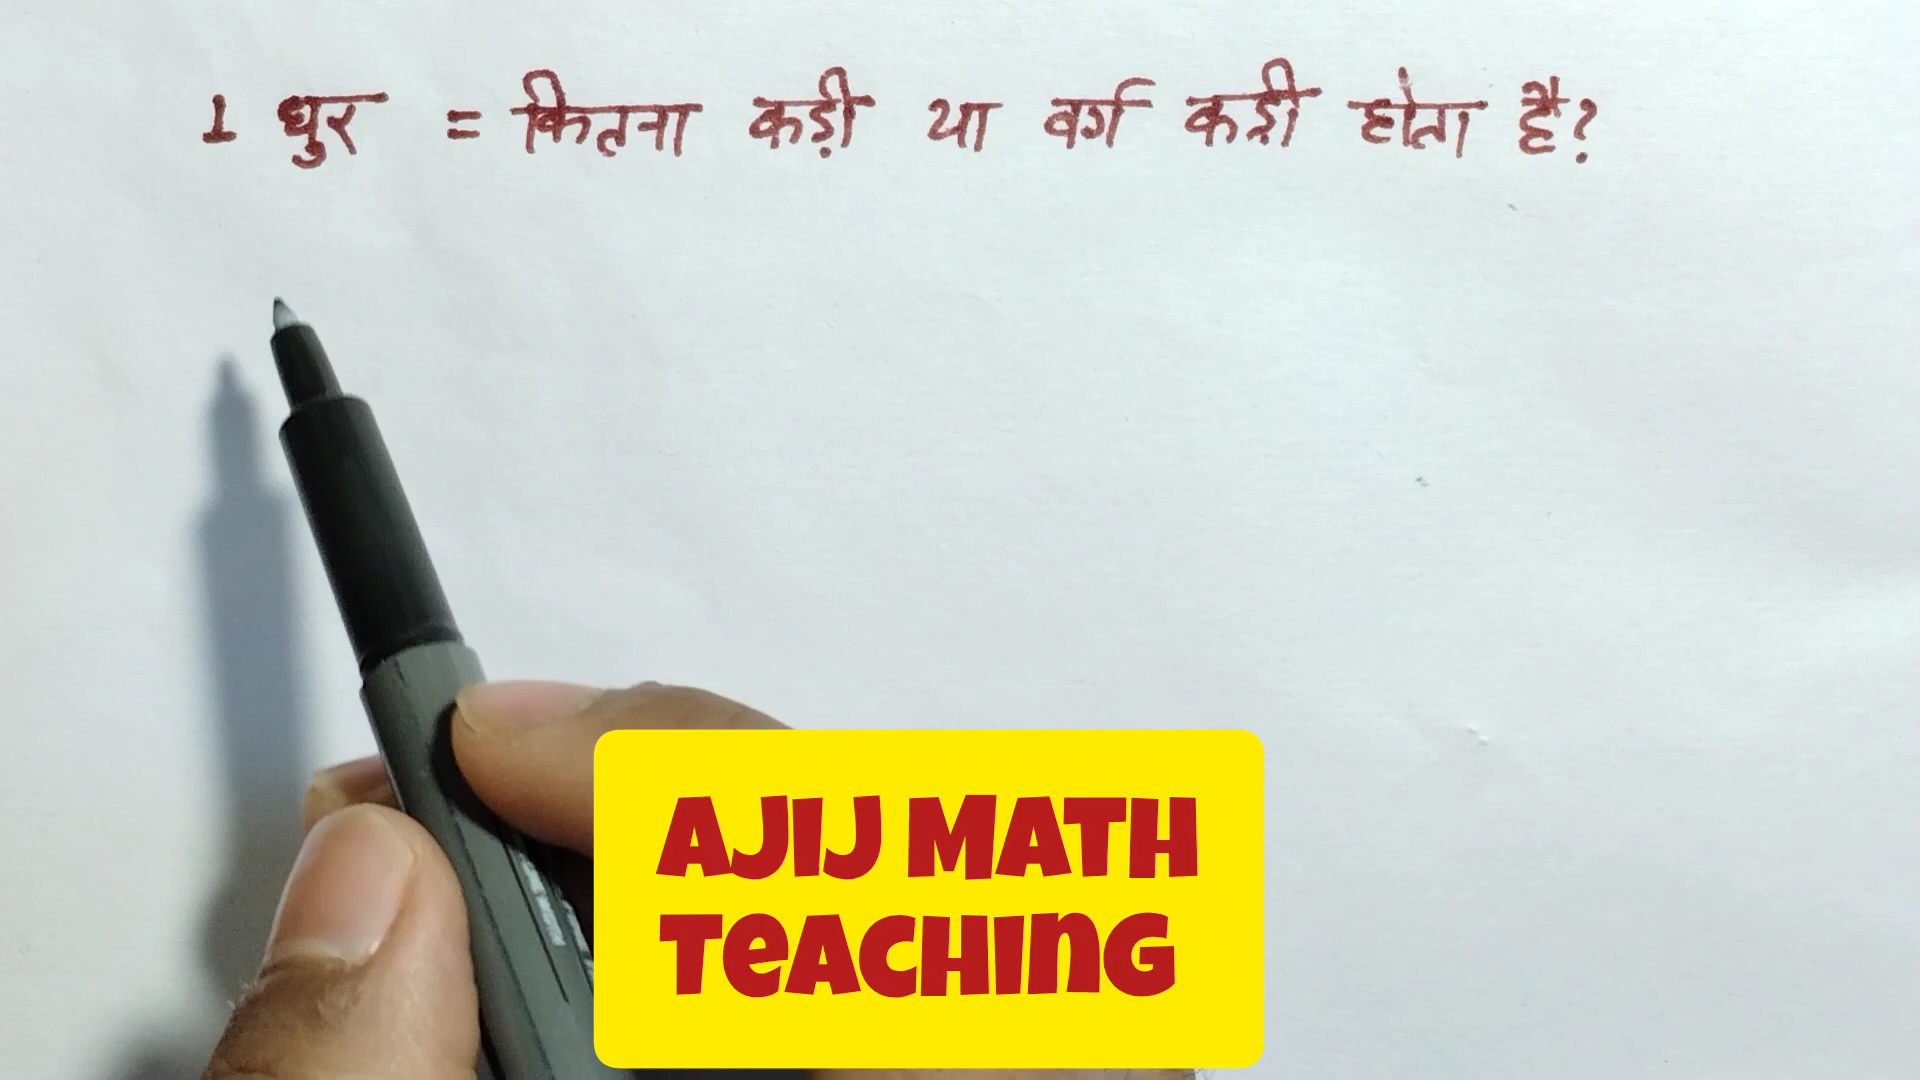 1 धुर = कितना कड़ी या वर्ग कड़ी होता है?
AJIJ MATH
TEACHING